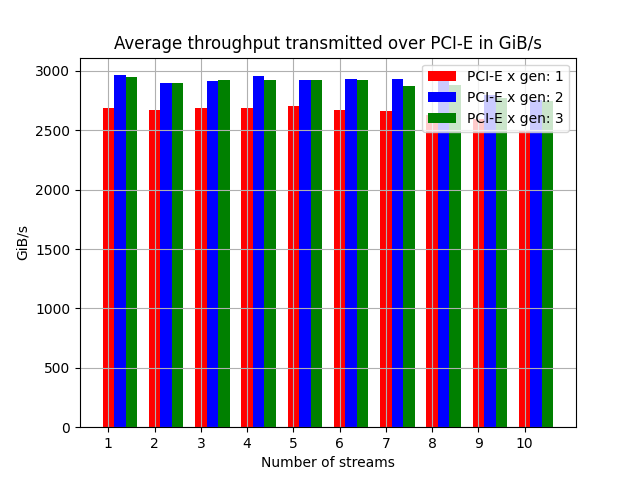 Average throughput transmitted over PCI-E in GiB/s
3000
2500
2000
1500
1000
500
0
GiB/s
PCI-E x gen: 1
PCI-E x gen: 2
PCI-E x gen: 3
1 2 3 4 5 6 7 8 9 10
Number of streams